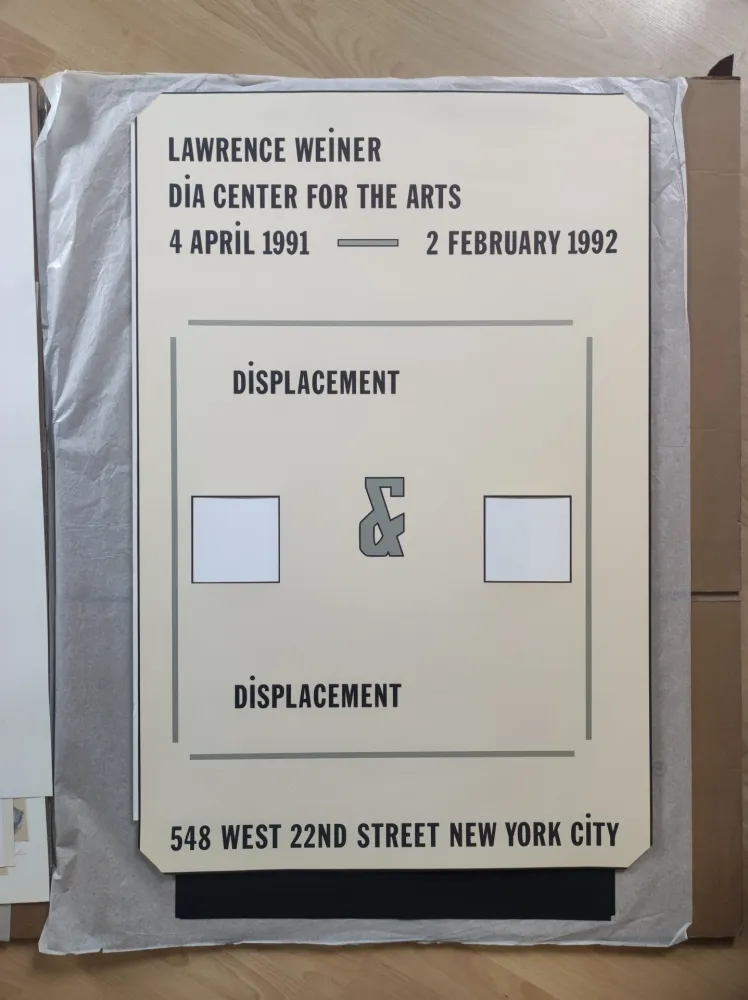 LAWRENCE WEiNER
DiA CENTER FOR THE ARTS
4 APRiL 1991 — 2 FEBRUARY 1992
DiSPLACEMENT
&
DiSPLACEMENT
548 WEST 22ND STREET NEW YORK CiTY